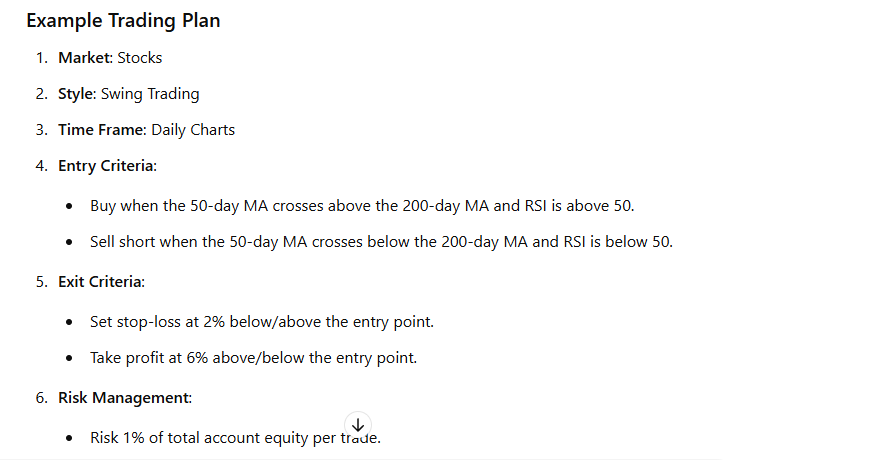 Example Trading Plan
1. Market: Stocks
2. Style: Swing Trading
3. Time Frame: Daily Charts
4. Entry Criteria:
• Buy when the 50-day MA crosses above the 200-day MA and RSI is above 50.
• Sell short when the 50-day MA crosses below the 200-day MA and RSI is below 50.
5. Exit Criteria:
• Set stop-loss at 2% below/above the entry point.
• Take profit at 6% above/below the entry point.
6. Risk Management:
• Risk 1% of total account equity per trade.